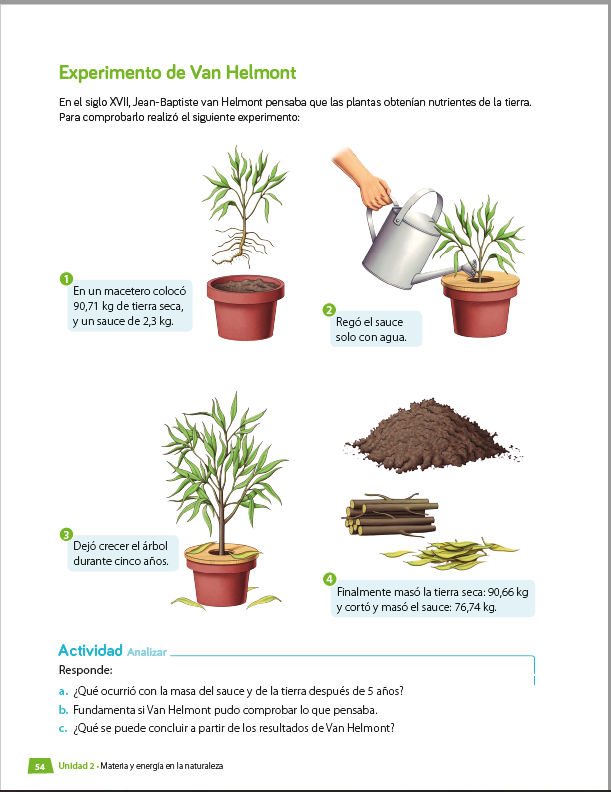 Experimento de Van Helmont
En el siglo XVII, Jean-Baptiste van Helmont pensaba que las plantas obtenían nutrientes de la tierra.
Para comprobarlo realizó el siguiente experimento:
1
En un macetero colocó
90,71 kg de tierra seca,
y un sauce de 2,3 kg.
2
Regó el sauce
solo con agua.
3
Dejó crecer el árbol
durante cinco años.
4
Finalmente masó la tierra seca: 90,66 kg
y cortó y masó el sauce: 76,74 kg.
Actividad Analizar
Responde:
a. ¿Qué ocurrió con la masa del sauce y de la tierra después de 5 años?
b. Fundamenta si Van Helmont pudo comprobar lo que pensaba.
c. ¿Qué se puede concluir a partir de los resultados de Van Helmont?
54 Unidad 2 • Materia y energía en la naturaleza